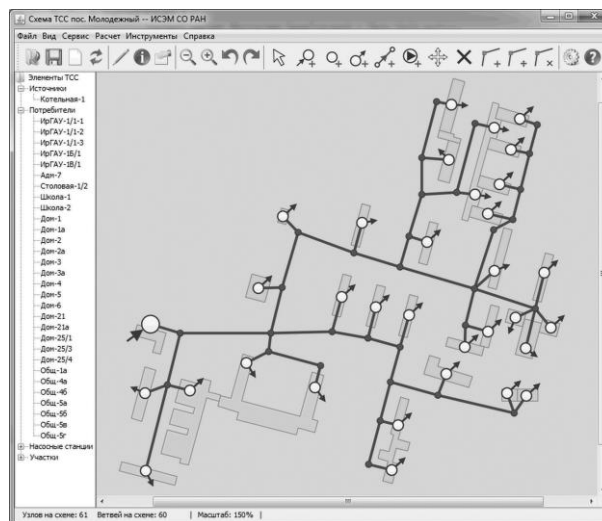 Схема ТСС пос. Молодежный -- ИСЭМ СО РАН
Файл Вид Сервис Расчет Инструменты Справка
Элементы ТСС
Источники
Котельная-1
Потребители
ИрГАУ-1/1-1
ИрГАУ-1/1-2
ИрГАУ-1/1-3
ИрГАУ-1Б/1
ИрГАУ-1В/1
Адм-7
Столовая-1/2
Школа-1
Школа-2
Дом-1
Дом-1а
Дом-2
Дом-2а
Дом-3
Дом-3а
Дом-4
Дом-5
Дом-6
Дом-21
Дом-21а
Дом-25/1
Дом-25/3
Дом-25/4
Общ-1а
Общ-4а
Общ-4б
Общ-5а
Общ-5б
Общ-5в
Общ-5г
Насосные станции
Участки
Узлов на схеме: 61 Ветвей на схеме: 60 | Масштаб: 150% |